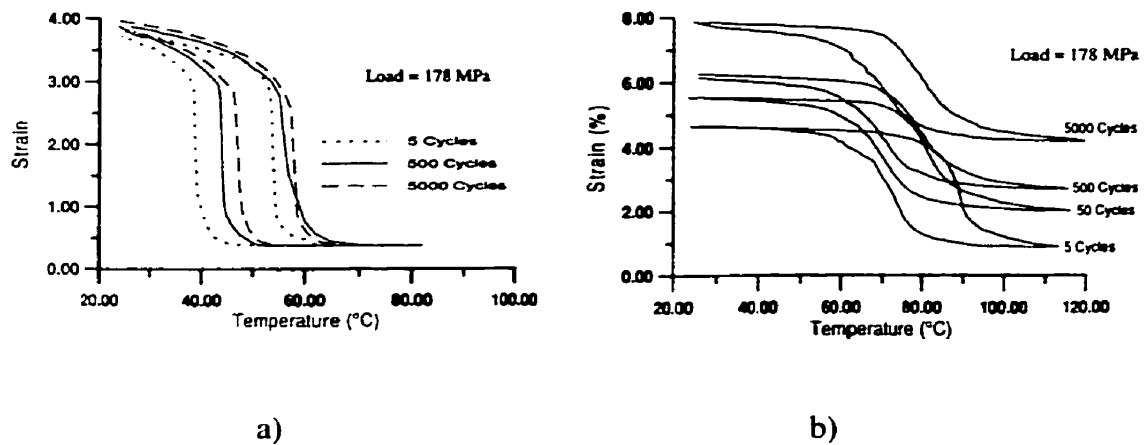 4.00
3.00
2.00
1.00
0.00
Strain
Load = 178 MPa
5 Cycles
500 Cycles
5000 Cycles
20.00 40.00 60.00 80.00 100.00
Temperature (°C)
a)
8.00
6.00
4.00
2.00
0.00
Strain (%)
Load = 178 MPa
5000 Cycles
500 Cycles
50 Cycles
5 Cycles
20.00 40.00 60.00 80.00 100.00 120.00
Temperature (°C)
b)